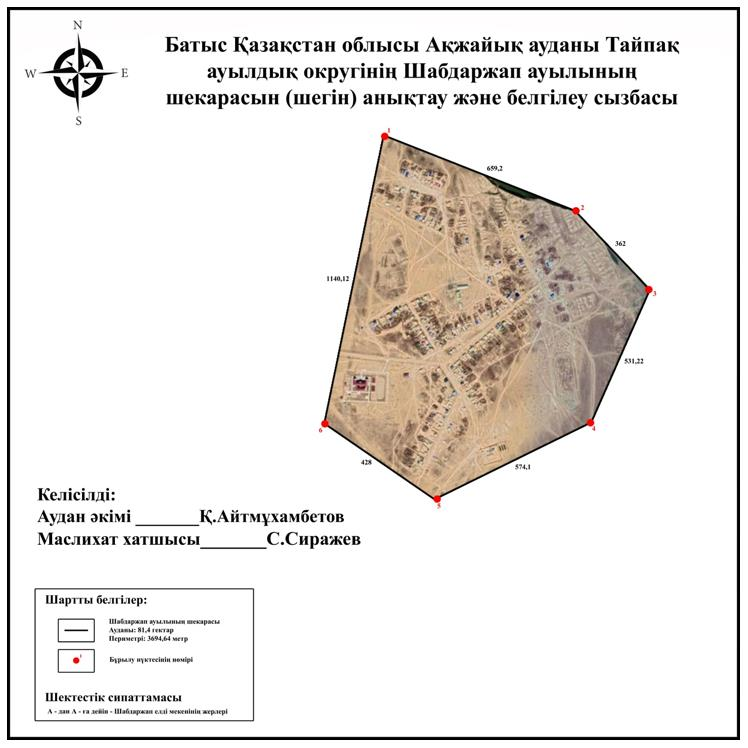 N
W
E
S
Батыс Қазақстан облысы Ақжайық ауданы Тайпақ
ауылдық округінің Шабдаржап ауылының
шекарасын (шегін) анықтау және белгілеу сызбасы
1
659,2
2
362
3
1140,12
531,22
4
6
428
574,1
5
Келісілді:
Аудан әкімі _______Қ.Айтмұхамбетов
Маслихат хатшысы_______С.Сиражев
Шартты белгілер:
Шабдаржап ауылының шекарасы
Ауданы: 81,4 гектар
Периметрі: 3694,64 метр
1
Бұрылу нүктесінің нөмірі
Шектестік сипаттамасы
А - дан А - ға дейін - Шабдаржап елді мекенінің жерлері